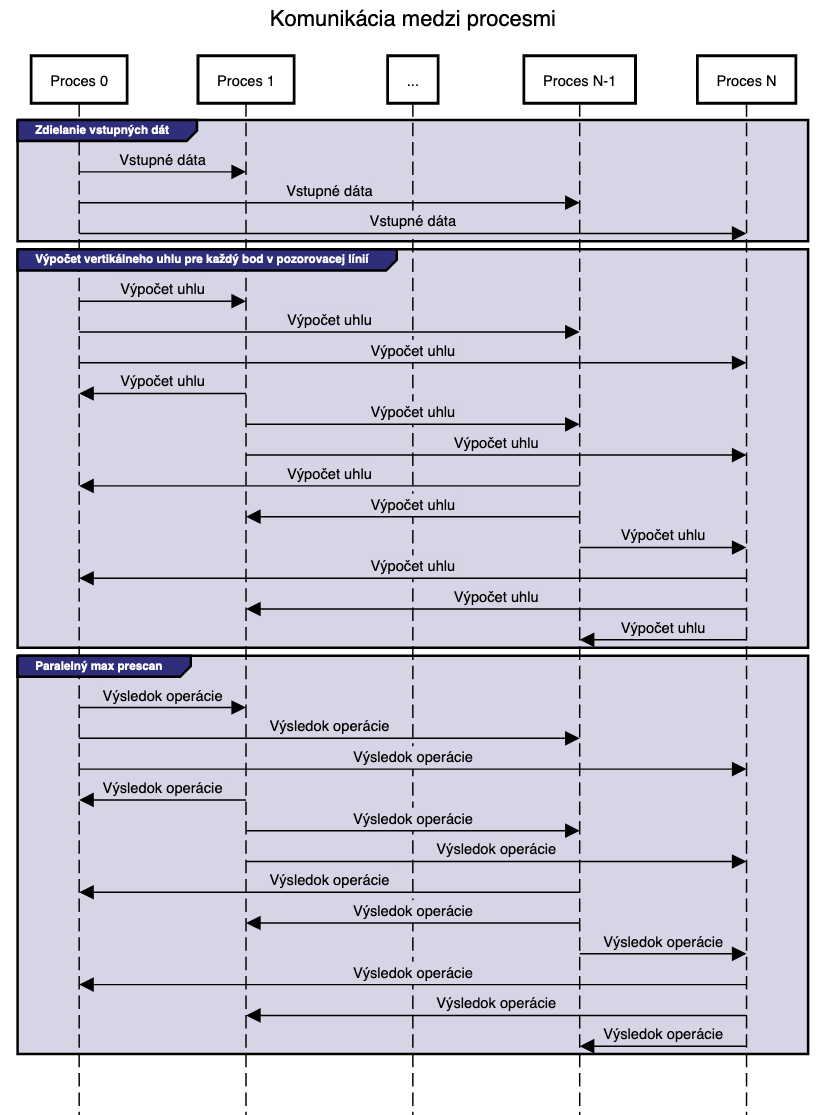 Komunikácia medzi procesmi
Proces 0
Proces 1
...
Proces N-1
Proces N
Zdielanie vstupných dát
Vstupné dáta
Vstupné dáta
Vstupné dáta
Výpočet vertikálneho uhlu pre každý bod v pozorovacej línií
Výpočet uhlu
Výpočet uhlu
Výpočet uhlu
Výpočet uhlu
Výpočet uhlu
Výpočet uhlu
Výpočet uhlu
Výpočet uhlu
Výpočet uhlu
Výpočet uhlu
Výpočet uhlu
Výpočet uhlu
Paralelný max prescan
Výsledok operácie
Výsledok operácie
Výsledok operácie
Výsledok operácie
Výsledok operácie
Výsledok operácie
Výsledok operácie
Výsledok operácie
Výsledok operácie
Výsledok operácie
Výsledok operácie
Výsledok operácie